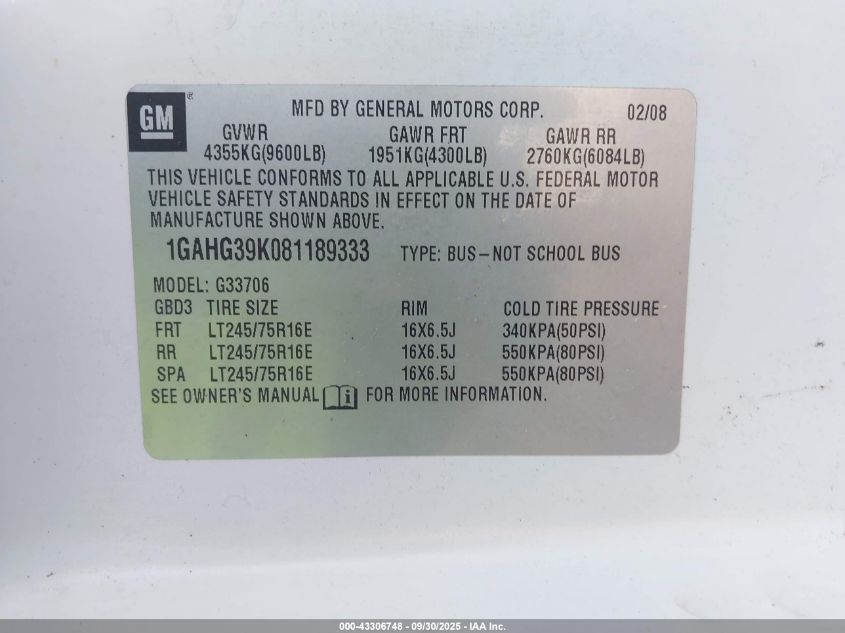 GM®
MFD BY GENERAL MOTORS CORP. 02/08
GVWR GAWR FRT GAWR RR
4355KG(9600LB) 1951KG(4300LB) 2760KG(6084LB)
THIS VEHICLE CONFORMS TO ALL APPLICABLE U.S. FEDERAL MOTOR
VEHICLE SAFETY STANDARDS IN EFFECT ON THE DATE OF
MANUFACTURE SHOWN ABOVE.
1GAHG39K081189333 TYPE: BUS–NOT SCHOOL BUS
MODEL: G33706
GBD3 TIRE SIZE RIM COLD TIRE PRESSURE
FRT LT245/75R16E 16X6.5J 340KPA(50PSI)
RR LT245/75R16E 16X6.5J 550KPA(80PSI)
SPA LT245/75R16E 16X6.5J 550KPA(80PSI)
SEE OWNER'S MANUAL i FOR MORE INFORMATION.
000-43306748 - 09/30/2025 - IAA Inc.